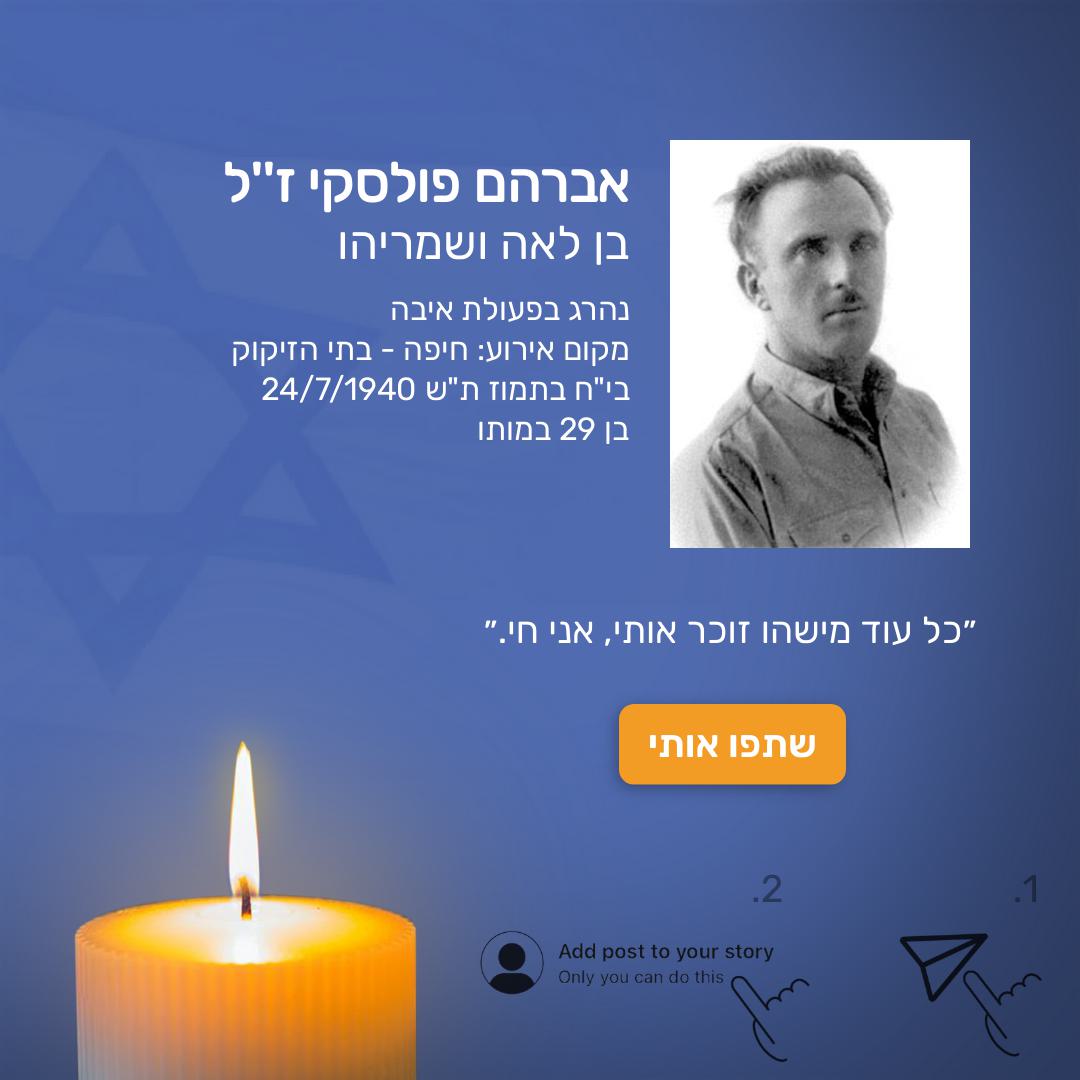 אברהם פולסקי ז"ל
בן לאה ושמריהו
נהרג בפעולת איבה
מקום אירוע: חיפה - בתי הזיקוק
בי"ח בתמוז ת"ש 24/7/1940
בן 29 במותו
״כל עוד מישהו זוכר אותי, אני חי.״
שתפו אותי
1.
2.
Add post to your story
Only you can do this